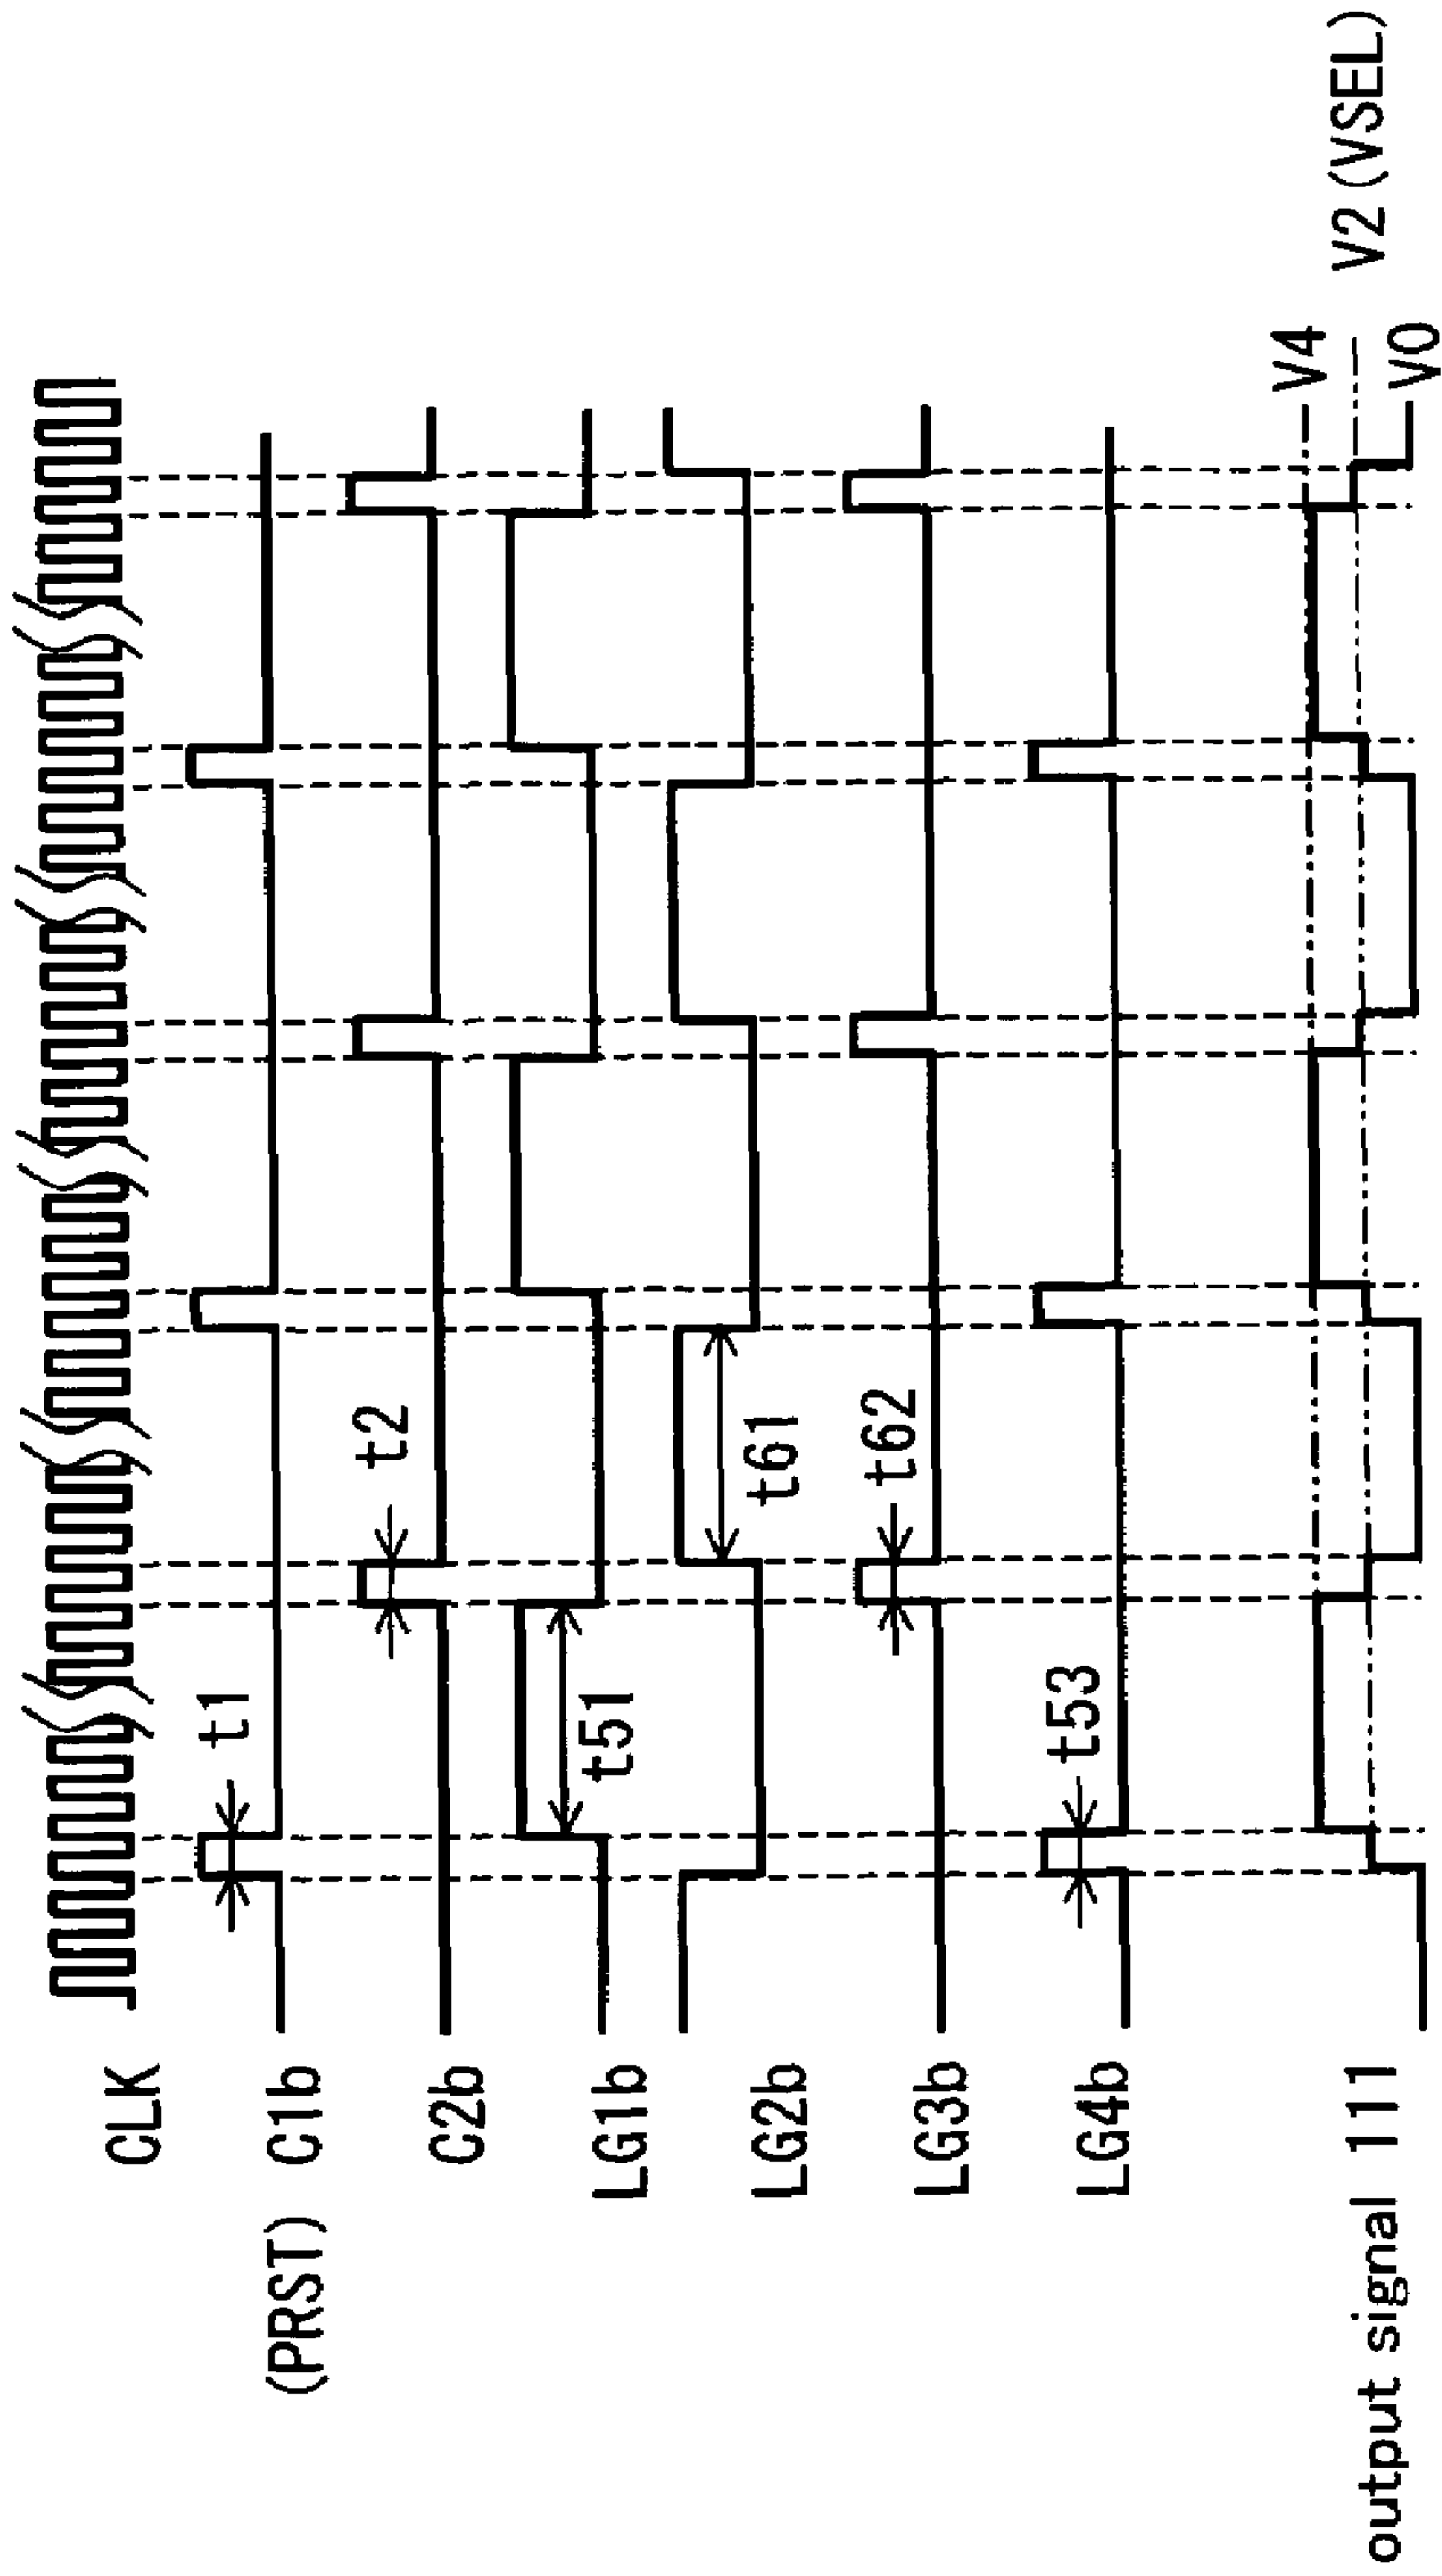 CLK
t1
(PRST) C1b
t2
C2b
t51
LG1b
t61
LG2b
t62
LG3b
t53
LG4b
V4
V2 (VSEL)
V0
output signal 111